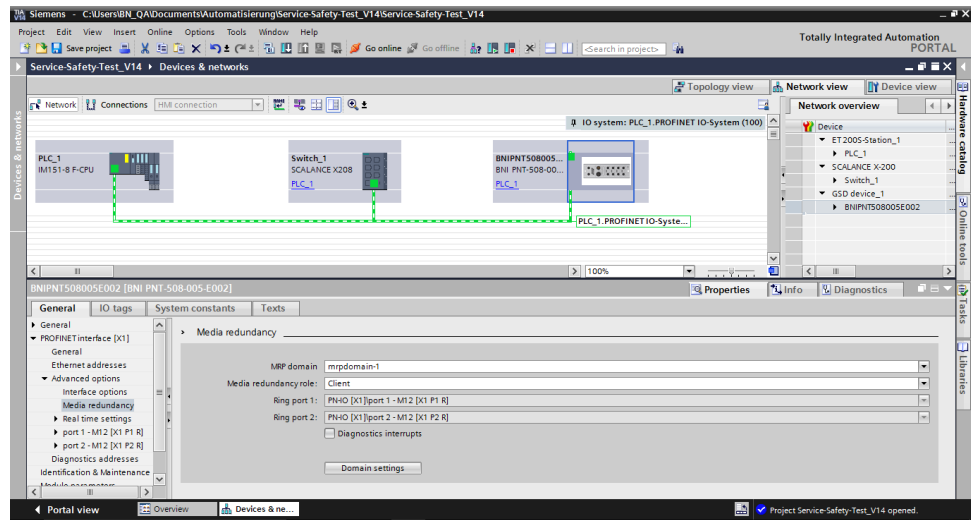 Siemens - C:\Users\BN_QA\Documents\Automatisierung\Service-Safety-Test_V14\Service-Safety-Test_V14
Project Edit View Insert Online Options Tools Window Help
Totally Integrated Automation
PORTAL
Save project Go online Go offline <Search in project>
Service-Safety-Test_V14 Devices & networks
Topology view Network view Device view
Network Connections HMI connection
Network overview
IO system: PLC_1.PROFINET IO-System (100)
Device
ET 200S-Station_1
PLC_1
SCALANCE X-200
Switch_1
GSD device_1
BNIPNT508005E002
PLC_1
IM151-8 F-CPU
Switch_1
SCALANCE X208
PLC_1
BNIPNT508005...
BNI PNT-508-00...
PLC_1
PLC_1.PROFINET IO-Syste...
100%
Devices & networks
Hardware catalog
Online tools
Tasks
Libraries
BNIPNT508005E002 [BNI PNT-508-005-E002]
Properties Info Diagnostics
General IO tags System constants Texts
General
PROFINET interface [X1]
General
Ethernet addresses
Advanced options
Interface options
Media redundancy
Real time settings
port 1 - M12 [X1 P1 R]
port 2 - M12 [X1 P2 R]
Diagnostics addresses
Identification & Maintenance
Module parameters
Media redundancy
MRP domain mrpdomain-1
Media redundancy role: Client
Ring port 1: PN-IO [X1]\port 1 - M12 [X1 P1 R]
Ring port 2: PN-IO [X1]\port 2 - M12 [X1 P2 R]
Diagnostics interrupts
Domain settings
Portal view Overview Devices & ne...
Project Service-Safety-Test_V14 opened.